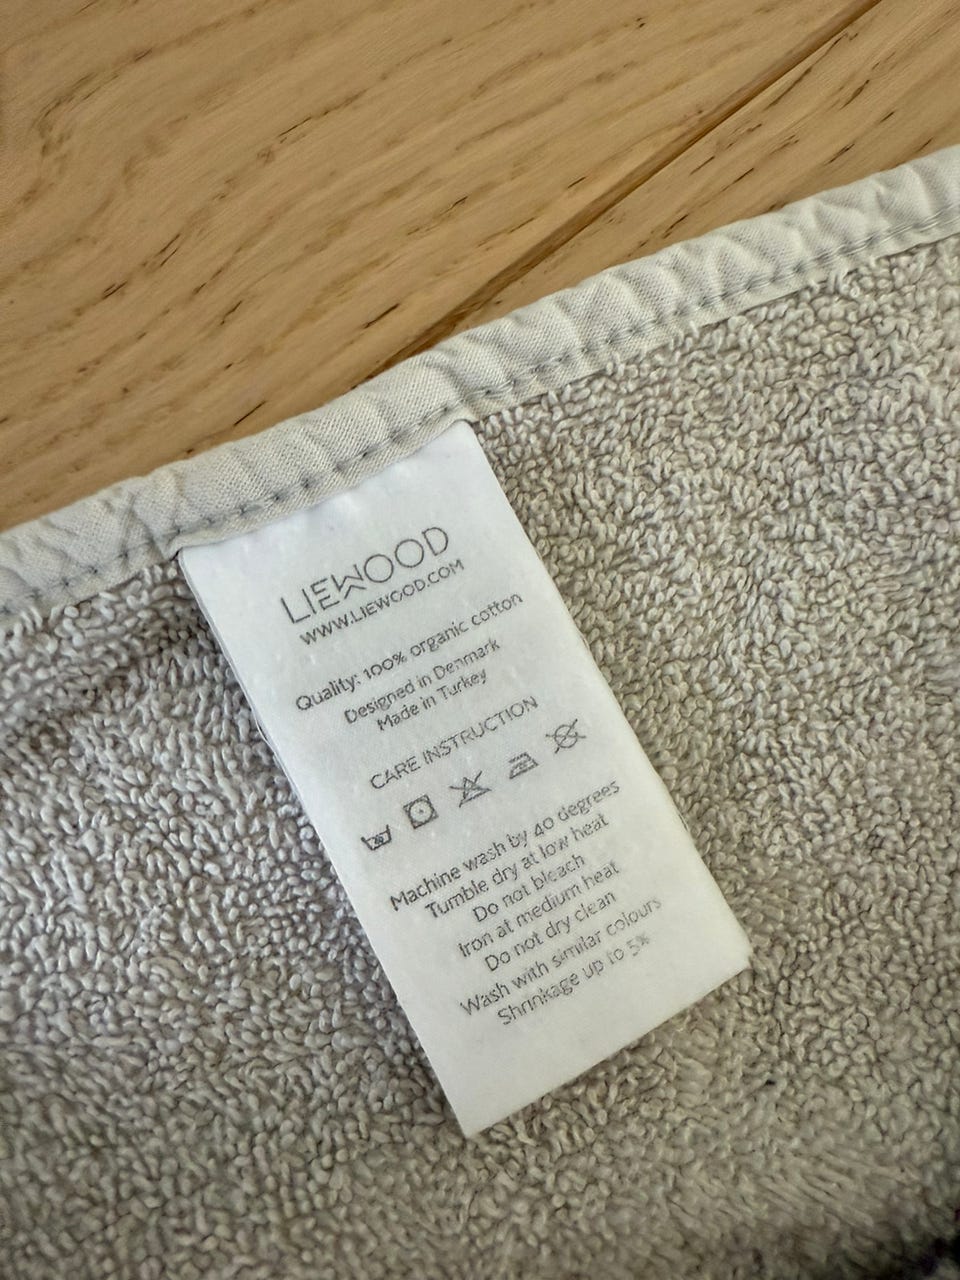 LIEWOOD
WWW.LIEWOOD.COM
Quality: 100% organic cotton
Designed in Denmark
Made in Turkey
CARE INSTRUCTION
Machine wash by 40 degrees
Tumble dry at low heat
Do not bleach
Iron at medium heat
Do not dry clean
Wash with similar colours
Shrinkage up to 5%